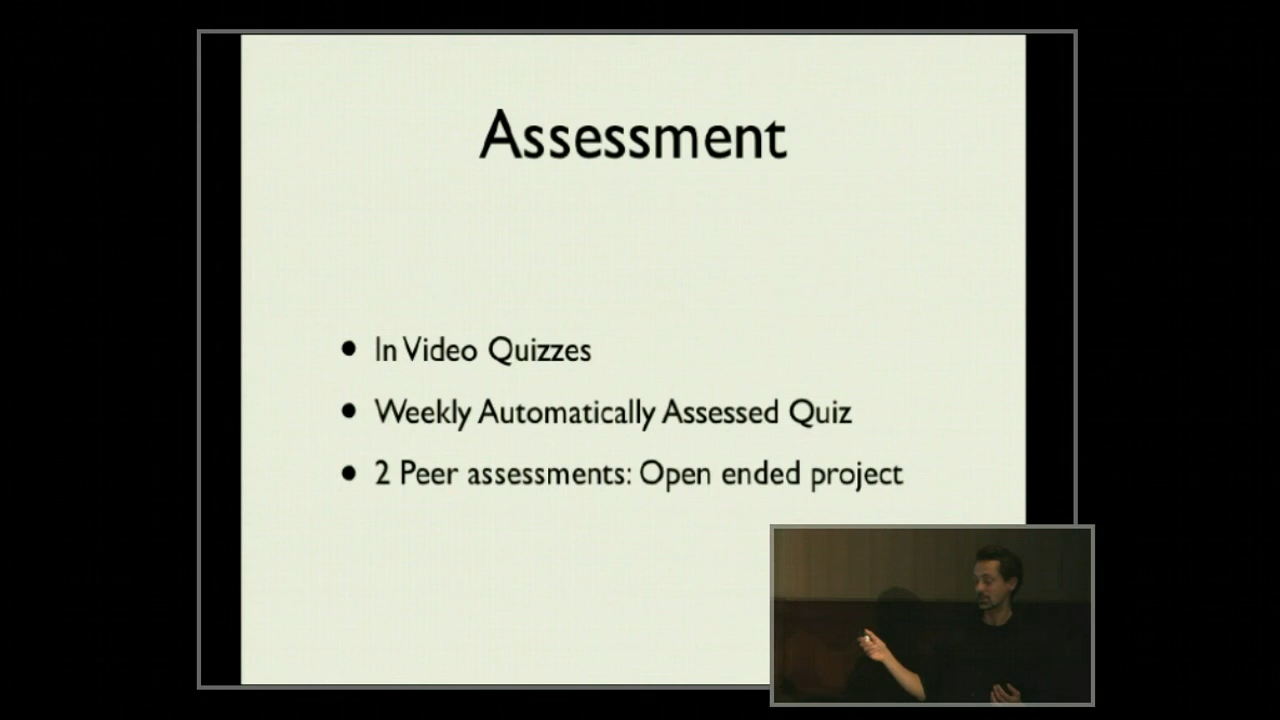 Assessment
In Video Quizzes
Weekly Automatically Assessed Quiz
2 Peer assessments: Open ended project